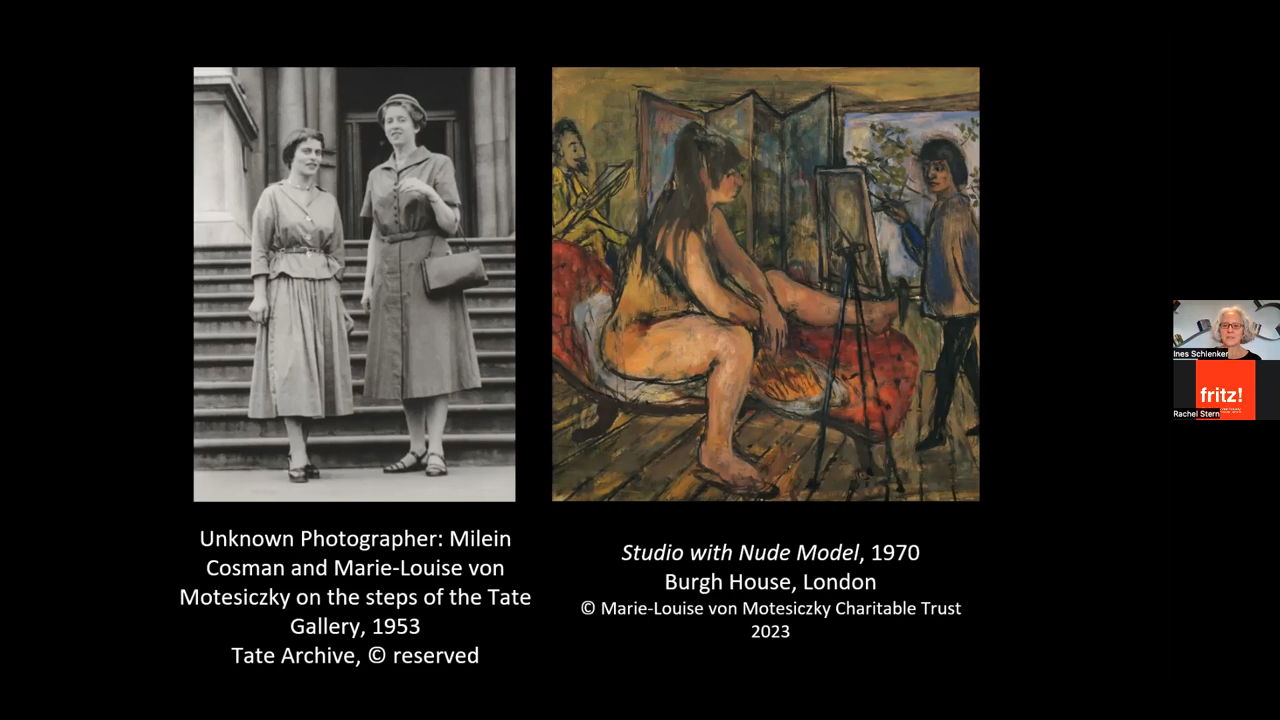 Unknown Photographer: Milein
Cosman and Marie-Louise von
Motesiczky on the steps of the Tate
Gallery, 1953
Tate Archive, © reserved
Studio with Nude Model, 1970
Burgh House, London
© Marie-Louise von Motesiczky Charitable Trust
2023
Ines Schlenker
fritz!
Rachel Stern